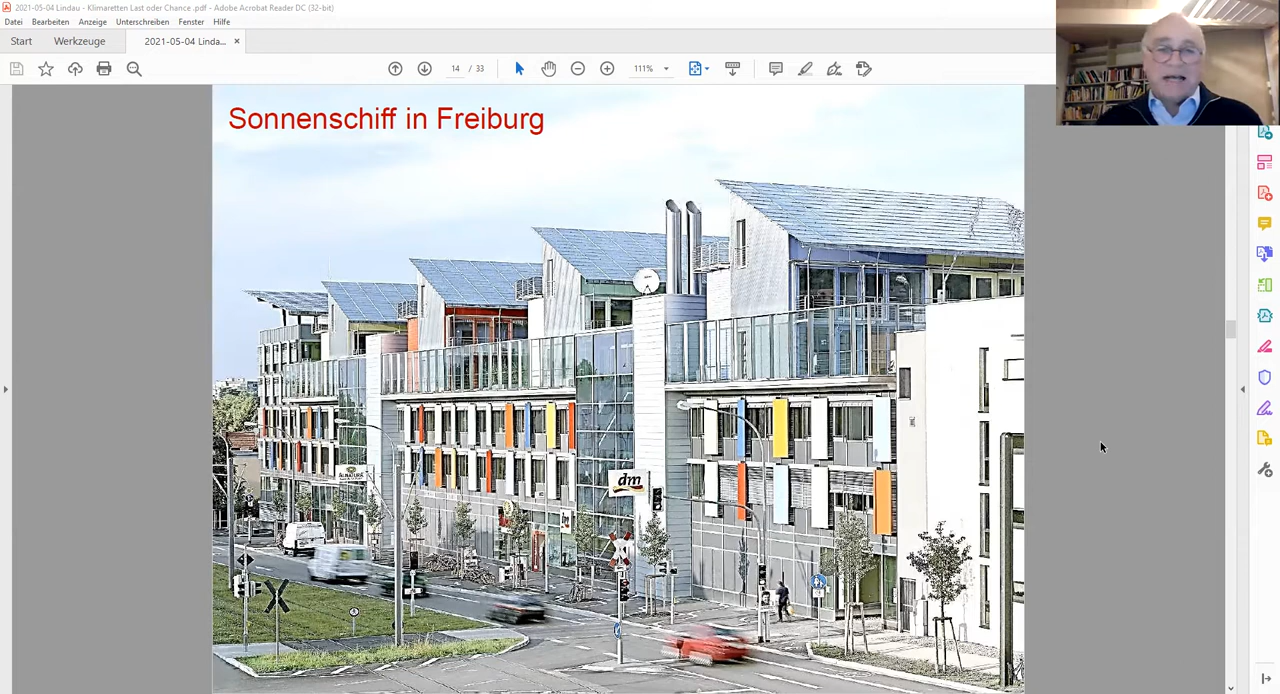 2021-05-04 Lindau - Klimaretten Last oder Chance .pdf - Adobe Acrobat Reader DC (32-bit)
Datei Bearbeiten Anzeige Unterschreiben Fenster Hilfe
Start Werkzeuge 2021-05-04 Linda... ×
14 / 33 111%
Sonnenschiff in Freiburg
dm